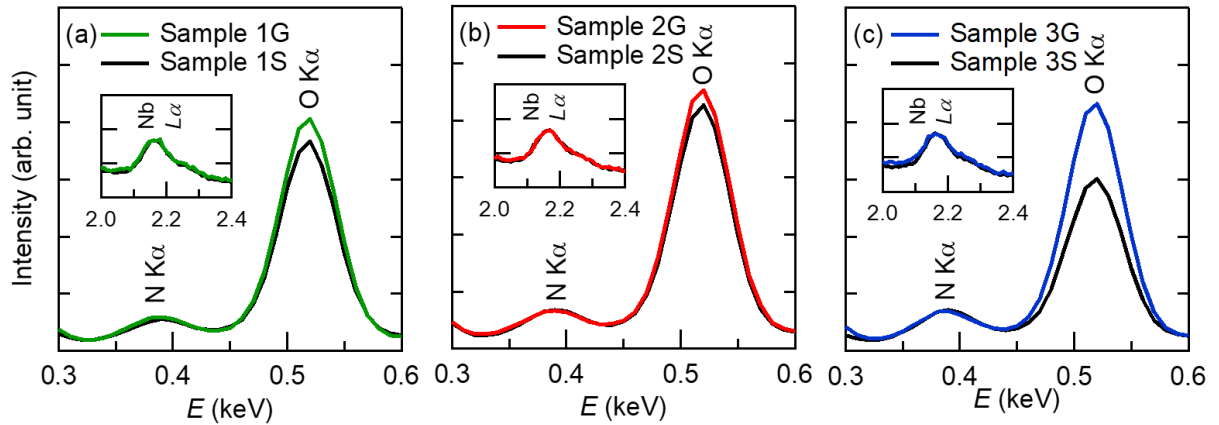 (a)
Sample 1G
Sample 1S
O Kα
Nb
Lα
2.0 2.2 2.4
N Kα
Intensity (arb. unit)
0.3 0.4 0.5 0.6
E (keV)
(b)
Sample 2G
Sample 2S
O Kα
Nb
Lα
2.0 2.2 2.4
N Kα
0.3 0.4 0.5 0.6
E (keV)
(c)
Sample 3G
Sample 3S
O Kα
Nb
Lα
2.0 2.2 2.4
N Kα
0.3 0.4 0.5 0.6
E (keV)